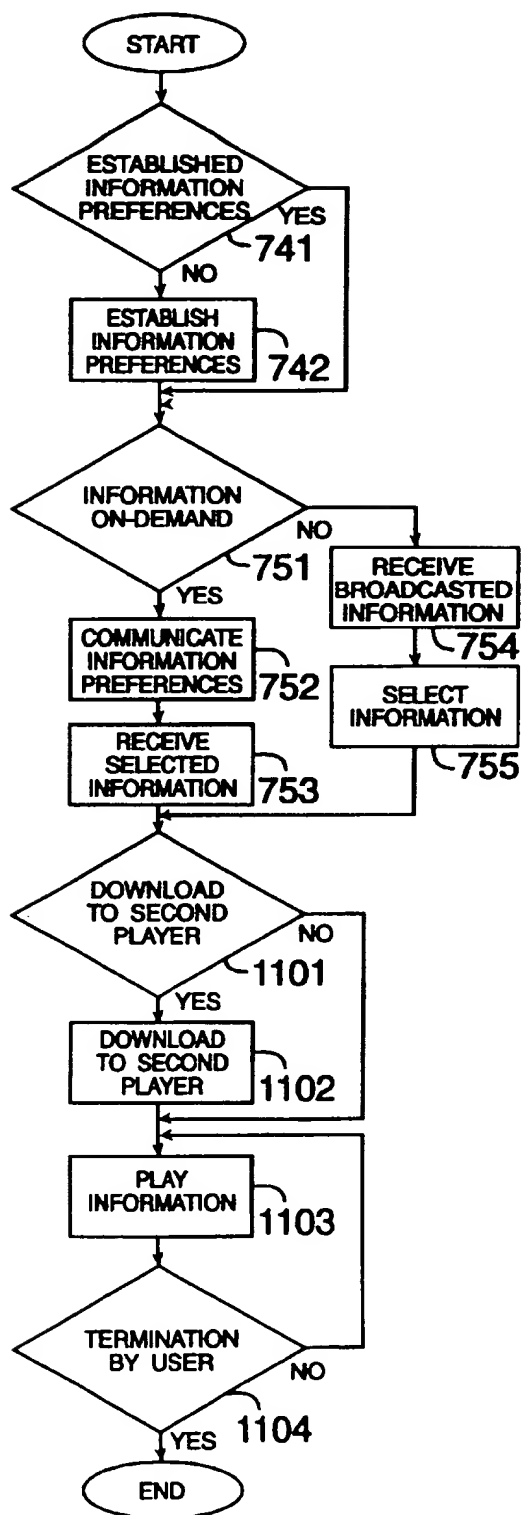 START
ESTABLISHED
INFORMATION
PREFERENCES
YES
741
NO
ESTABLISH
INFORMATION
PREFERENCES
742
INFORMATION
ON-DEMAND
NO
751
YES
RECEIVE
BROADCASTED
INFORMATION
754
COMMUNICATE
INFORMATION
PREFERENCES
752
SELECT
INFORMATION
755
RECEIVE
SELECTED
INFORMATION
753
DOWNLOAD
TO SECOND
PLAYER
NO
1101
YES
DOWNLOAD
TO SECOND
PLAYER
1102
PLAY
INFORMATION
1103
TERMINATION
BY USER
NO
1104
YES
END